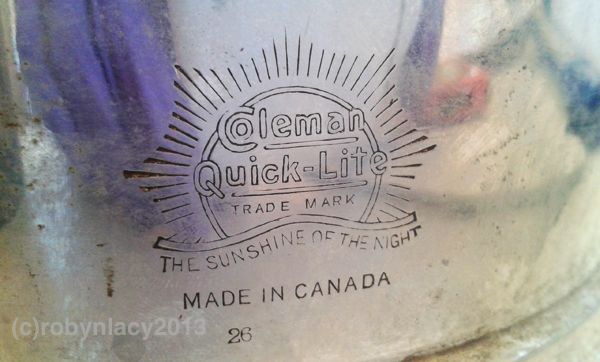 Coleman
Quick-Lite
TRADE MARK
THE SUNSHINE OF THE NIGHT
MADE IN CANADA
(c)robynlacy2013
26